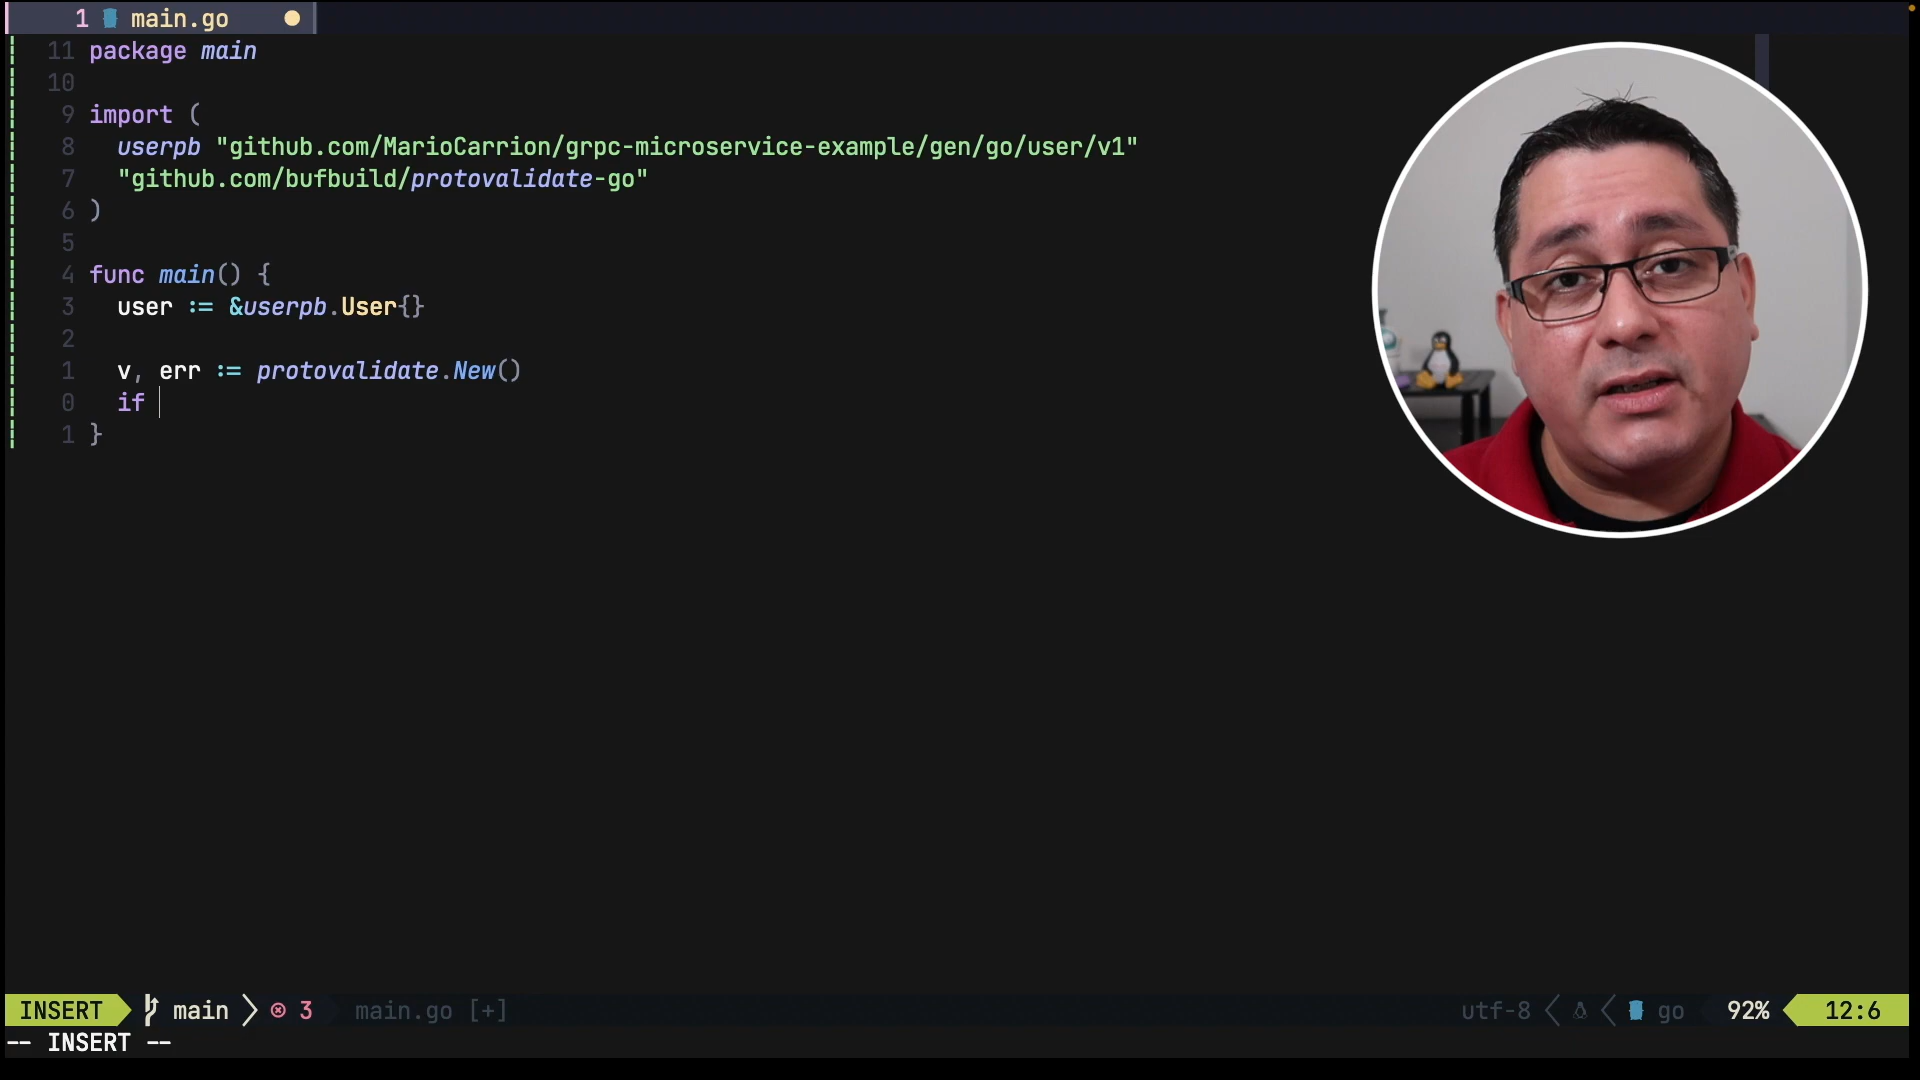 1 main.go
11 package main
10
9 import (
8 userpb "github.com/MarioCarrion/grpc-microservice-example/gen/go/user/v1"
7 "github.com/bufbuild/protovalidate-go"
6 )
5
4 func main() {
3 user := &userpb.User{}
2
1 v, err := protovalidate.New()
0 if
1 }
INSERT main 3 main.go [+] utf-8 go 92% 12:6
-- INSERT --